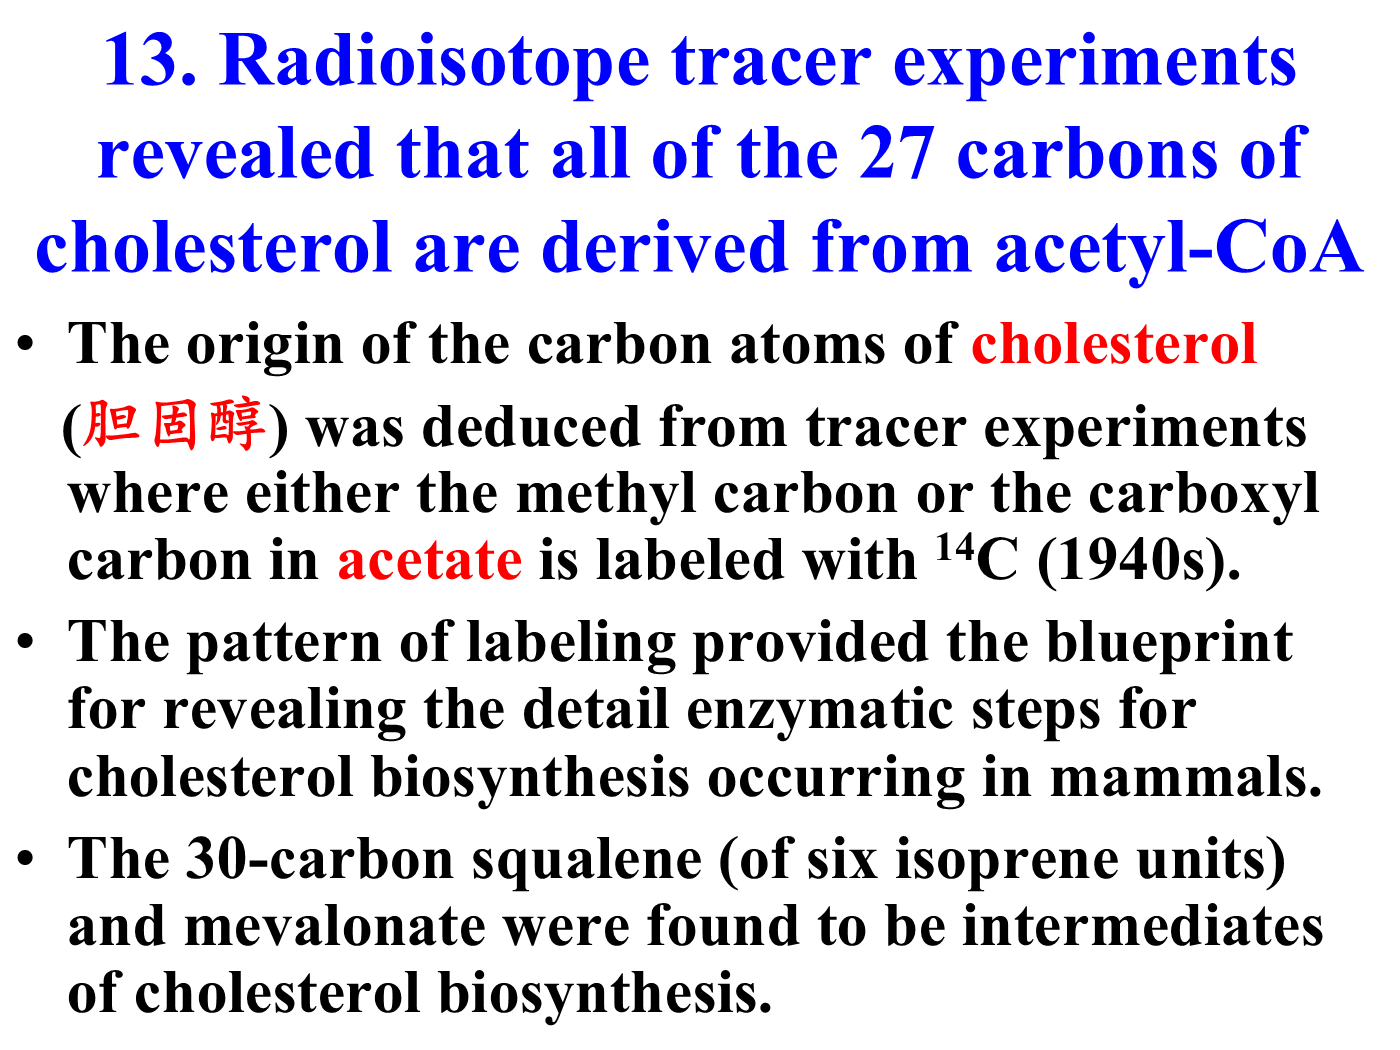 13. Radioisotope tracer experiments
revealed that all of the 27 carbons of
cholesterol are derived from acetyl-CoA
• The origin of the carbon atoms of cholesterol
(胆固醇) was deduced from tracer experiments
where either the methyl carbon or the carboxyl
carbon in acetate is labeled with ¹⁴C (1940s).
• The pattern of labeling provided the blueprint
for revealing the detail enzymatic steps for
cholesterol biosynthesis occurring in mammals.
• The 30-carbon squalene (of six isoprene units)
and mevalonate were found to be intermediates
of cholesterol biosynthesis.